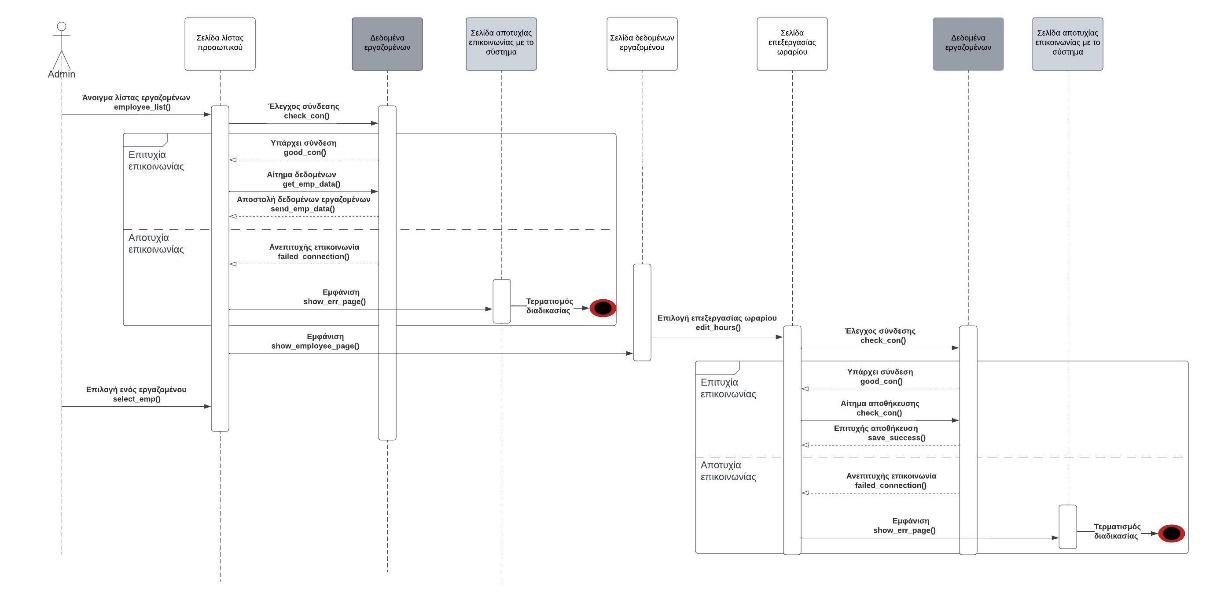 Admin
Σελίδα λίστας
προσωπικού
Δεδομένα
εργαζομένων
Σελίδα αποτυχίας
επικοινωνίας με το
σύστημα
Σελίδα δεδομένων
εργαζομένου
Σελίδα
επεξεργασίας
ωραρίου
Δεδομένα
εργαζομένων
Σελίδα αποτυχίας
επικοινωνίας με το
σύστημα
Άνοιγμα λίστας εργαζομένων
employee_list()
Έλεγχος σύνδεσης
check_con()
Επιτυχία
επικοινωνίας
Υπάρχει σύνδεση
good_con()
Αίτημα δεδομένων
get_emp_data()
Αποστολή δεδομένων εργαζομένων
send_emp_data()
Αποτυχία
επικοινωνίας
Ανεπιτυχής επικοινωνία
failed_connection()
Εμφάνιση
show_err_page()
Τερματισμός
διαδικασίας
Εμφάνιση
show_employee_page()
Επιλογή ενός εργαζομένου
select_emp()
Επιλογή επεξεργασίας ωραρίου
edit_hours()
Έλεγχος σύνδεσης
check_con()
Επιτυχία
επικοινωνίας
Υπάρχει σύνδεση
good_con()
Αίτημα αποθήκευσης
check_con()
Επιτυχής αποθήκευση
save_success()
Αποτυχία
επικοινωνίας
Ανεπιτυχής επικοινωνία
failed_connection()
Εμφάνιση
show_err_page()
Τερματισμός
διαδικασίας